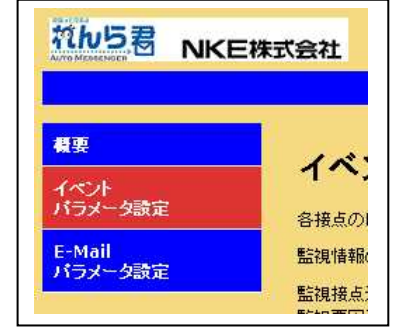 れんら君
AUTO MESSENGER
NKE株式会社
概要
イベント
パラメータ設定
E-Mail
パラメータ設定
イベン
各接点の
監視情報
監視接点